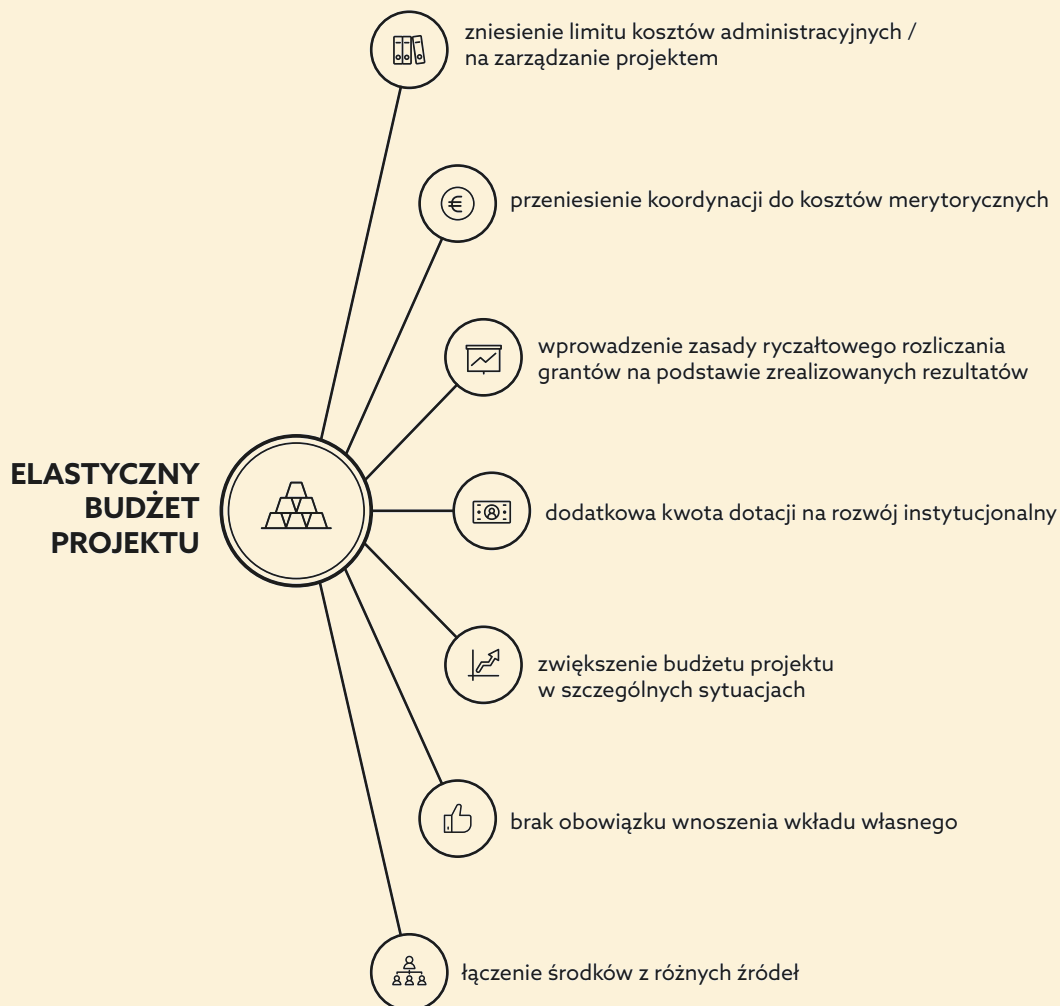 zniesienie limitu kosztów administracyjnych /
na zarządzanie projektem
przeniesienie koordynacji do kosztów merytorycznych
wprowadzenie zasady ryczałtowego rozliczania
grantów na podstawie zrealizowanych rezultatów
ELASTYCZNY
BUDŻET
PROJEKTU
dodatkowa kwota dotacji na rozwój instytucjonalny
zwiększenie budżetu projektu
w szczególnych sytuacjach
brak obowiązku wnoszenia wkładu własnego
łączenie środków z różnych źródeł